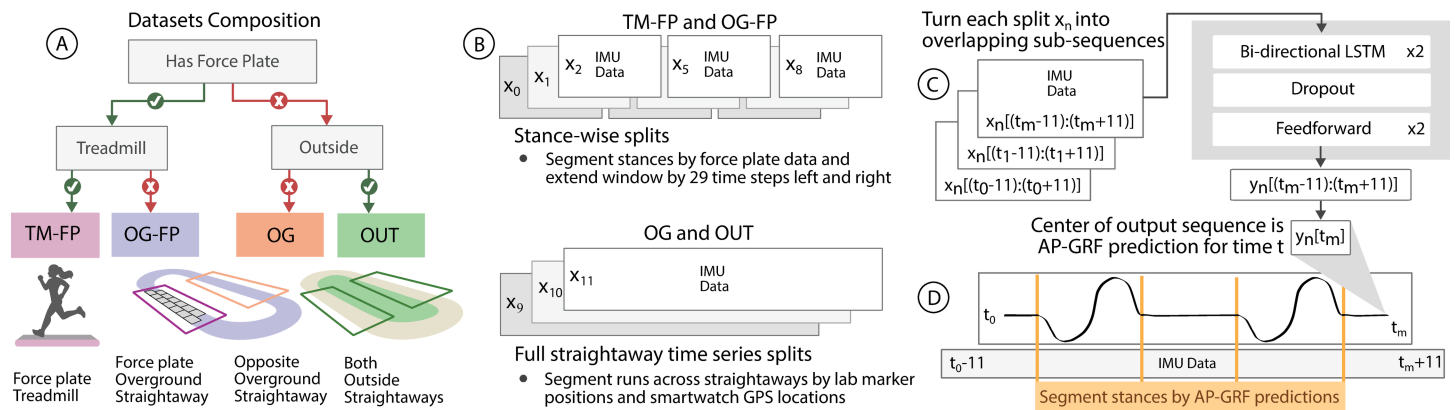 Datasets Composition
A
Has Force Plate
Treadmill
Outside
TM-FP
OG-FP
OG
OUT
Force plate
Treadmill
Force plate
Overground
Straightaway
Opposite
Overground
Straightaway
Both
Outside
Straightaways
B
TM-FP and OG-FP
x0
x1
x2
IMU
Data
x5
IMU
Data
x8
IMU
Data
Stance-wise splits
• Segment stances by force plate data and
extend window by 29 time steps left and right
OG and OUT
x9
x10
x11
IMU
Data
Full straightaway time series splits
• Segment runs across straightaways by lab marker
positions and smartwatch GPS locations
Turn each split xn into
overlapping sub-sequences
C
IMU
Data
xn[(tm-11):(tm+11)]
xn[(t1-11):(t1+11)]
xn[(t0-11):(t0+11)]
Bi-directional LSTM x2
Dropout
Feedforward x2
yn[(tm-11):(tm+11)]
Center of output sequence is
AP-GRF prediction for time t
yn[tm]
D
t0
tm
t0-11
IMU Data
tm+11
Segment stances by AP-GRF predictions